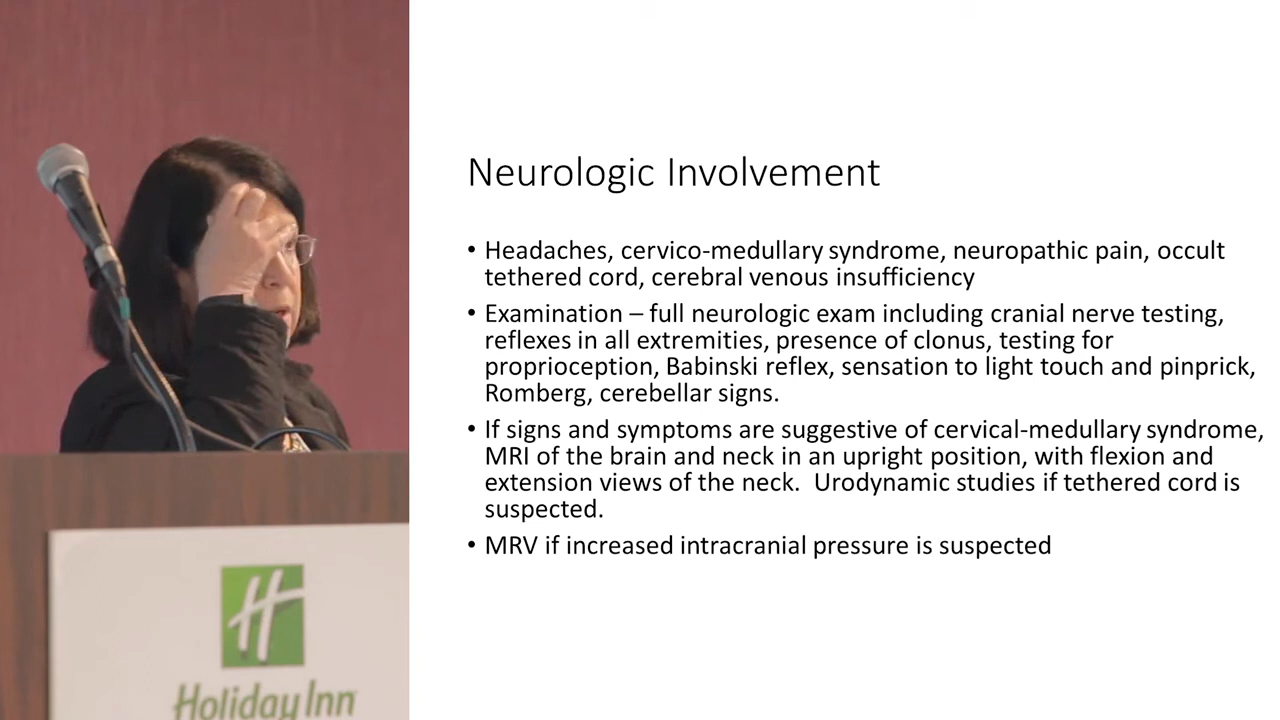 Neurologic Involvement
• Headaches, cervico-medullary syndrome, neuropathic pain, occult
tethered cord, cerebral venous insufficiency
• Examination – full neurologic exam including cranial nerve testing,
reflexes in all extremities, presence of clonus, testing for
proprioception, Babinski reflex, sensation to light touch and pinprick,
Romberg, cerebellar signs.
• If signs and symptoms are suggestive of cervical-medullary syndrome,
MRI of the brain and neck in an upright position, with flexion and
extension views of the neck.  Urodynamic studies if tethered cord is
suspected.
• MRV if increased intracranial pressure is suspected
H
Holiday Inn